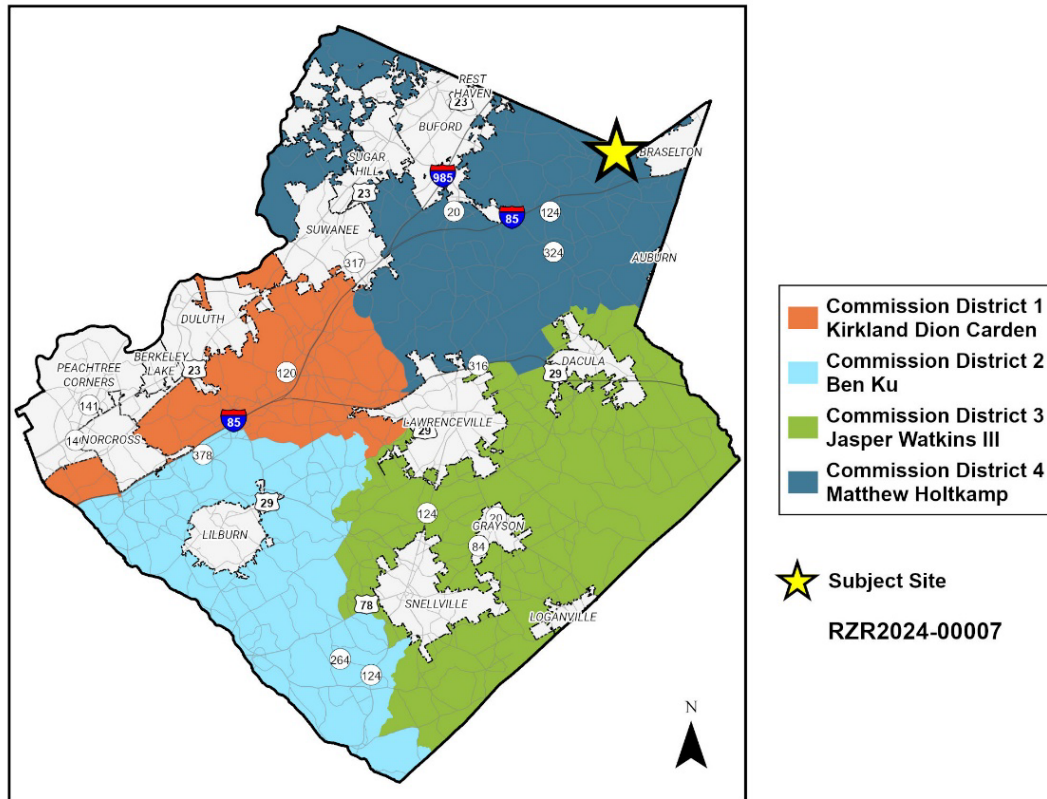 REST
HAVEN
23
BUFORD
BRASELTON
SUGAR
HILL
985
23
20
85
124
SUWANEE
317
324
AUBURN
DULUTH
BERKELEY
LAKE
23
PEACHTREE
CORNERS
120
316
DACULA
29
141
14
NORCROSS
85
LAWRENCEVILLE
29
378
29
LILBURN
124
20
GRAYSON
84
78
SNELLVILLE
LOGANVILLE
264
124
N
Commission District 1
Kirkland Dion Carden
Commission District 2
Ben Ku
Commission District 3
Jasper Watkins III
Commission District 4
Matthew Holtkamp
Subject Site
RZR2024-00007